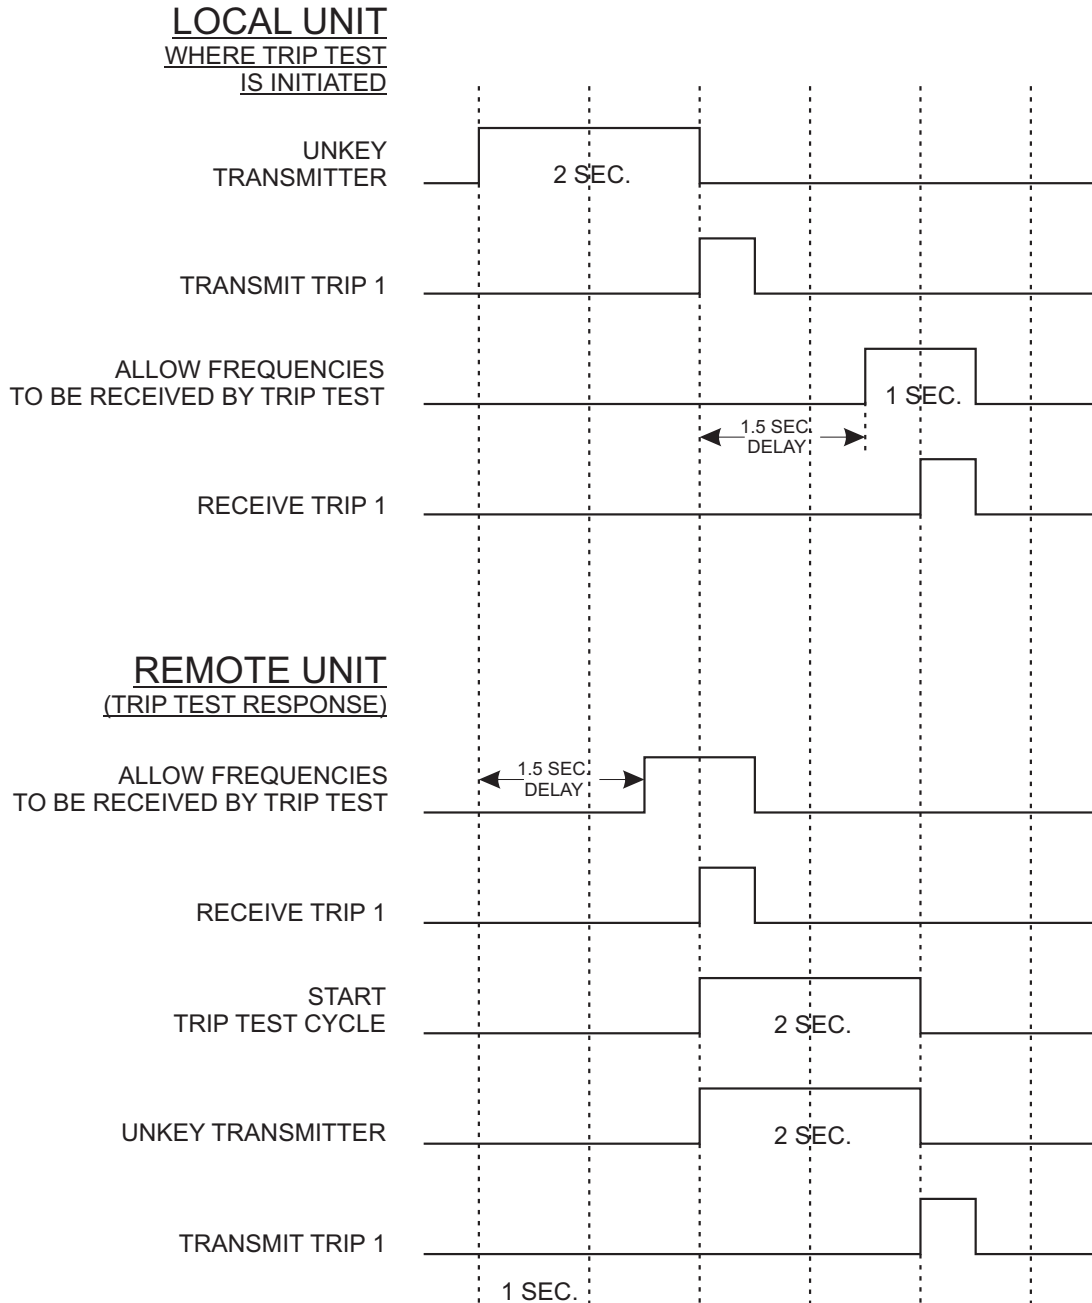 LOCAL UNIT
WHERE TRIP TEST
IS INITIATED
UNKEY
TRANSMITTER
2 SEC.
TRANSMIT TRIP 1
ALLOW FREQUENCIES
TO BE RECEIVED BY TRIP TEST
1 SEC.
1.5 SEC.
DELAY
RECEIVE TRIP 1
REMOTE UNIT
(TRIP TEST RESPONSE)
ALLOW FREQUENCIES
TO BE RECEIVED BY TRIP TEST
1.5 SEC.
DELAY
RECEIVE TRIP 1
START
TRIP TEST CYCLE
2 SEC.
UNKEY TRANSMITTER
2 SEC.
TRANSMIT TRIP 1
1 SEC.